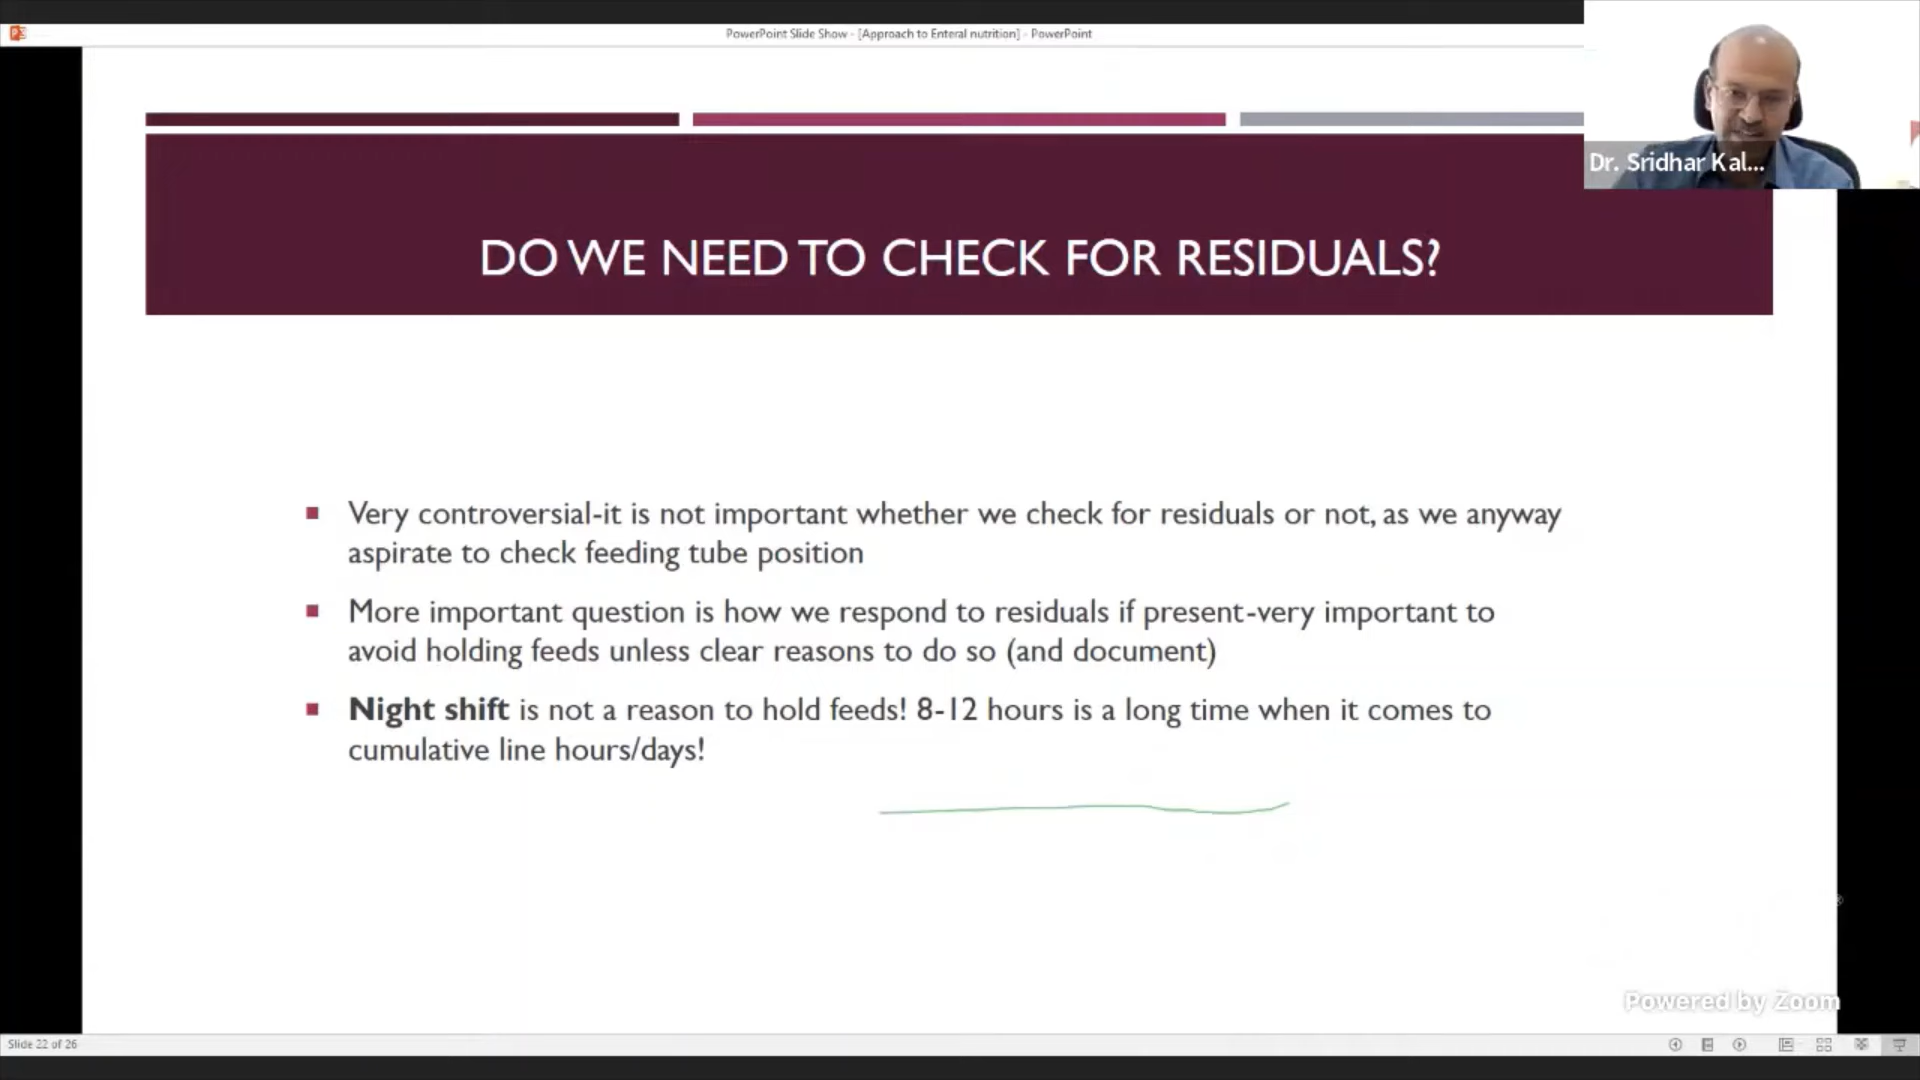 PowerPoint Slide Show - [Approach to Enteral nutrition] - PowerPoint
Dr. Sridhar Kal...
DO WE NEED TO CHECK FOR RESIDUALS?
Very controversial-it is not important whether we check for residuals or not, as we anyway
aspirate to check feeding tube position
More important question is how we respond to residuals if present-very important to
avoid holding feeds unless clear reasons to do so (and document)
Night shift is not a reason to hold feeds! 8-12 hours is a long time when it comes to
cumulative line hours/days!
Powered by Zoom
Slide 22 of 26